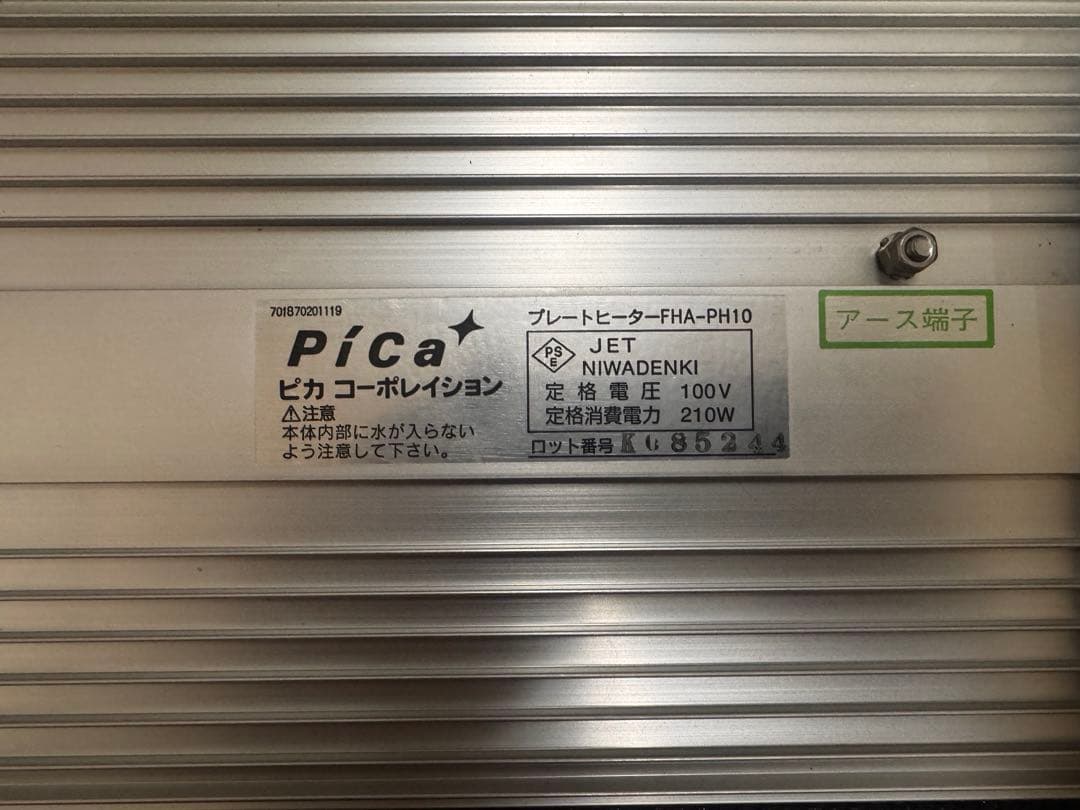 701870201119
Pica
ピカ コーポレイション
⚠注意
本体内部に水が入らない
よう注意して下さい。
プレートヒーターFHA-PH10
PSE
JET
NIWADENKI
定格電圧 100V
定格消費電力 210W
ロット番号 K085244
アース端子